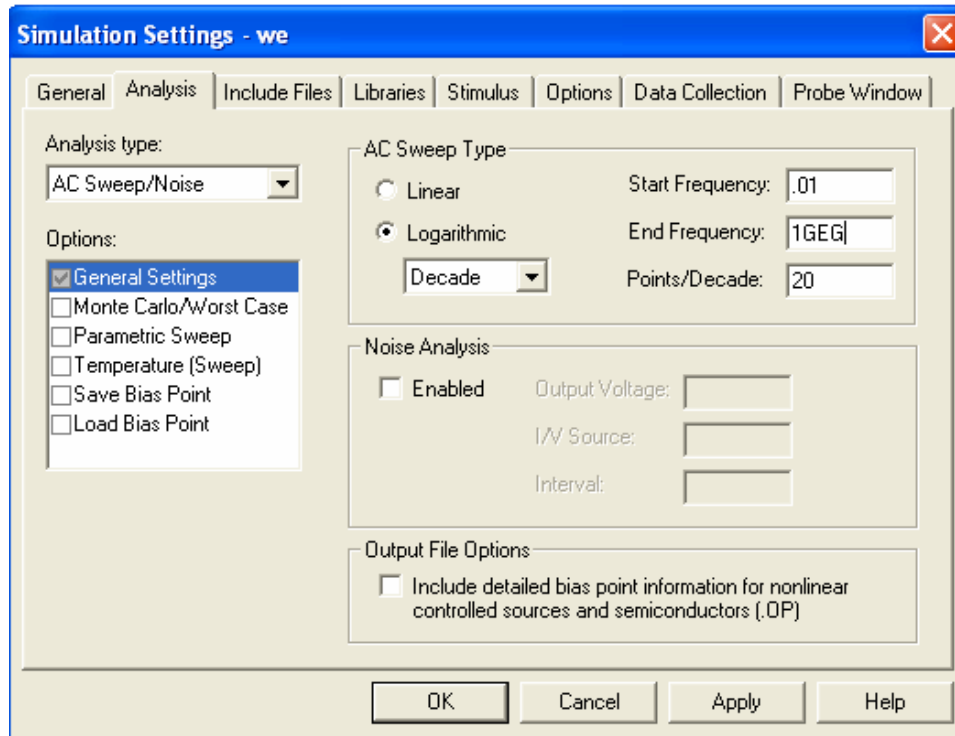 Simulation Settings - we
General Analysis Include Files Libraries Stimulus Options Data Collection Probe Window
Analysis type:
AC Sweep/Noise
Options:
General Settings
Monte Carlo/Worst Case
Parametric Sweep
Temperature (Sweep)
Save Bias Point
Load Bias Point
AC Sweep Type
Linear
Logarithmic
Decade
Start Frequency: .01
End Frequency: 1GEG
Points/Decade: 20
Noise Analysis
Enabled
Output Voltage:
I/V Source:
Interval:
Output File Options
Include detailed bias point information for nonlinear
controlled sources and semiconductors (.OP)
OK Cancel Apply Help